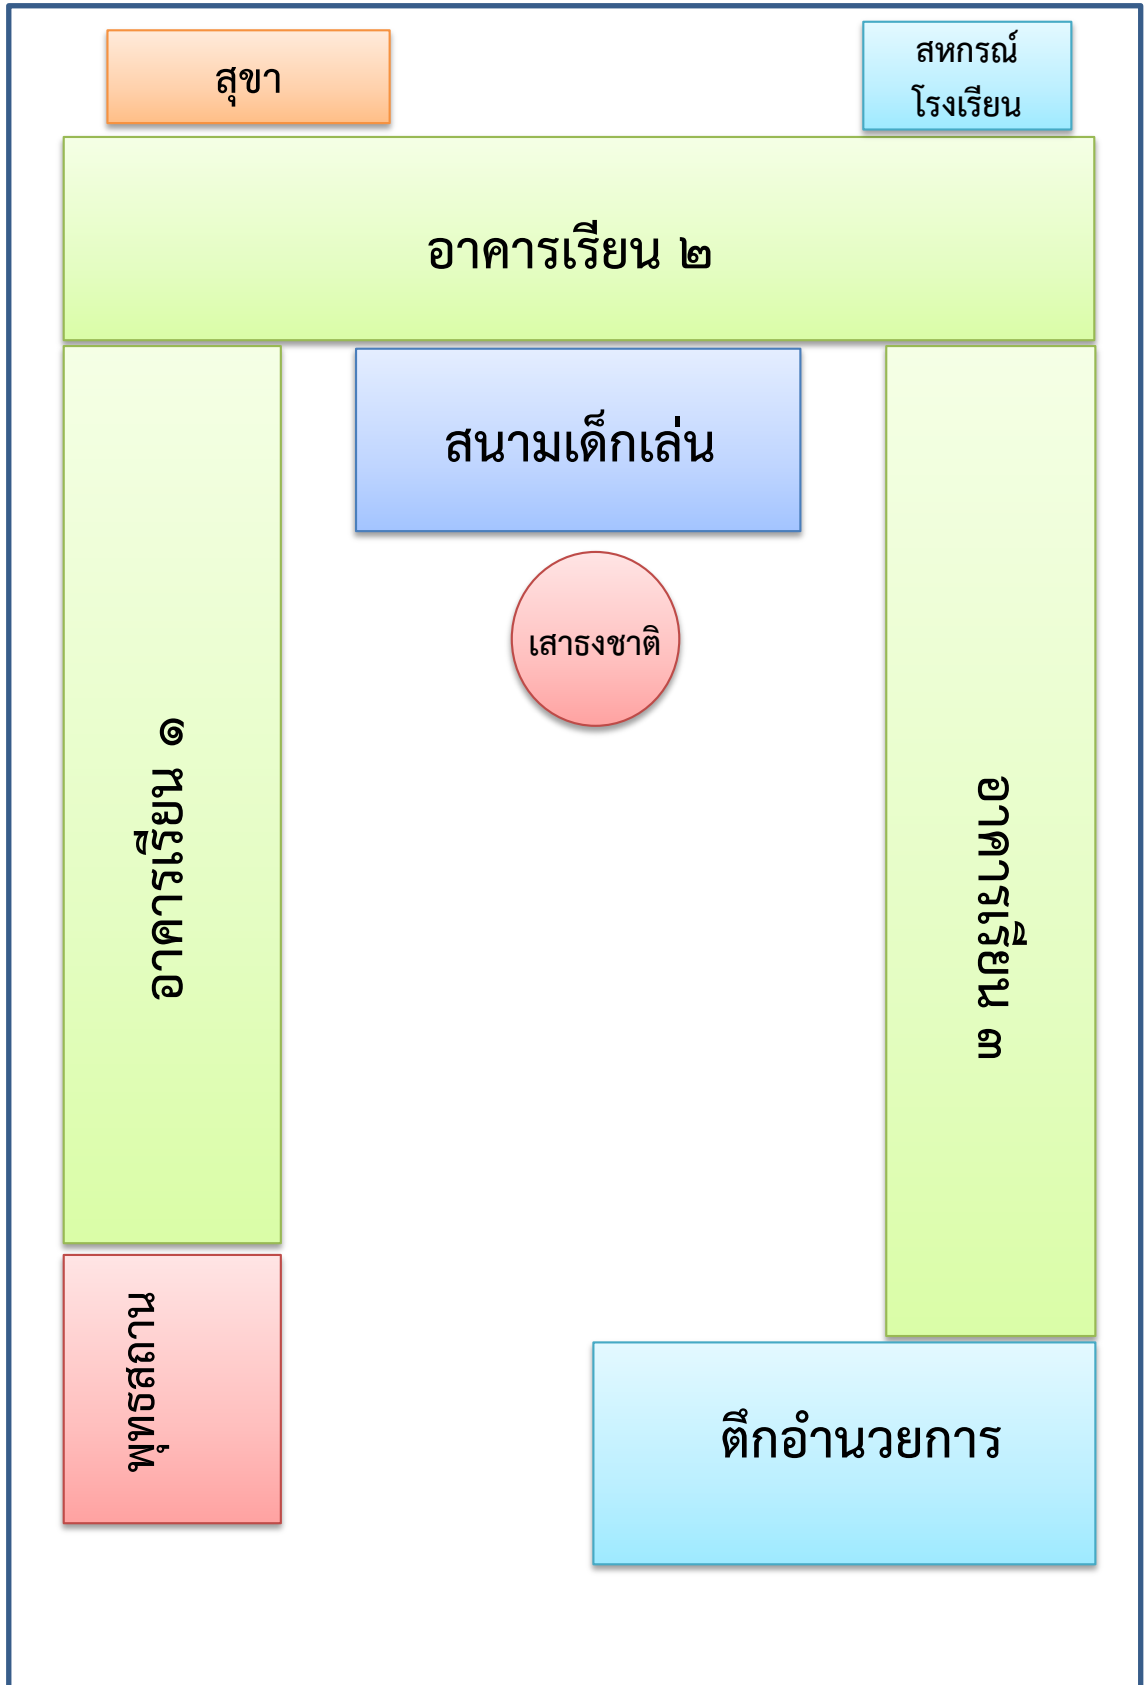 สุขา
สหกรณ์
โรงเรียน
อาคารเรียน ๒
สนามเด็กเล่น
เสาธงชาติ
อาคารเรียน ๑
อาคารเรียน ๓
พุทธสถาน
ตึกอำนวยการ